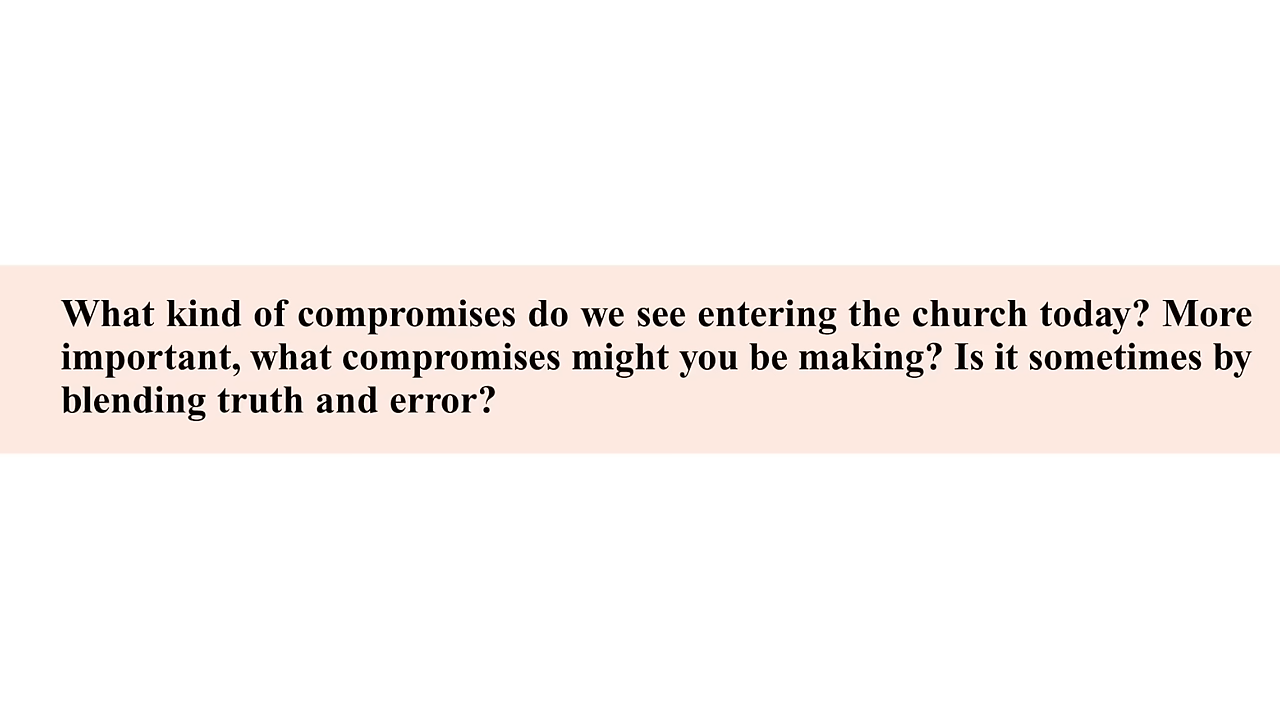 What kind of compromises do we see entering the church today? More
important, what compromises might you be making? Is it sometimes by
blending truth and error?